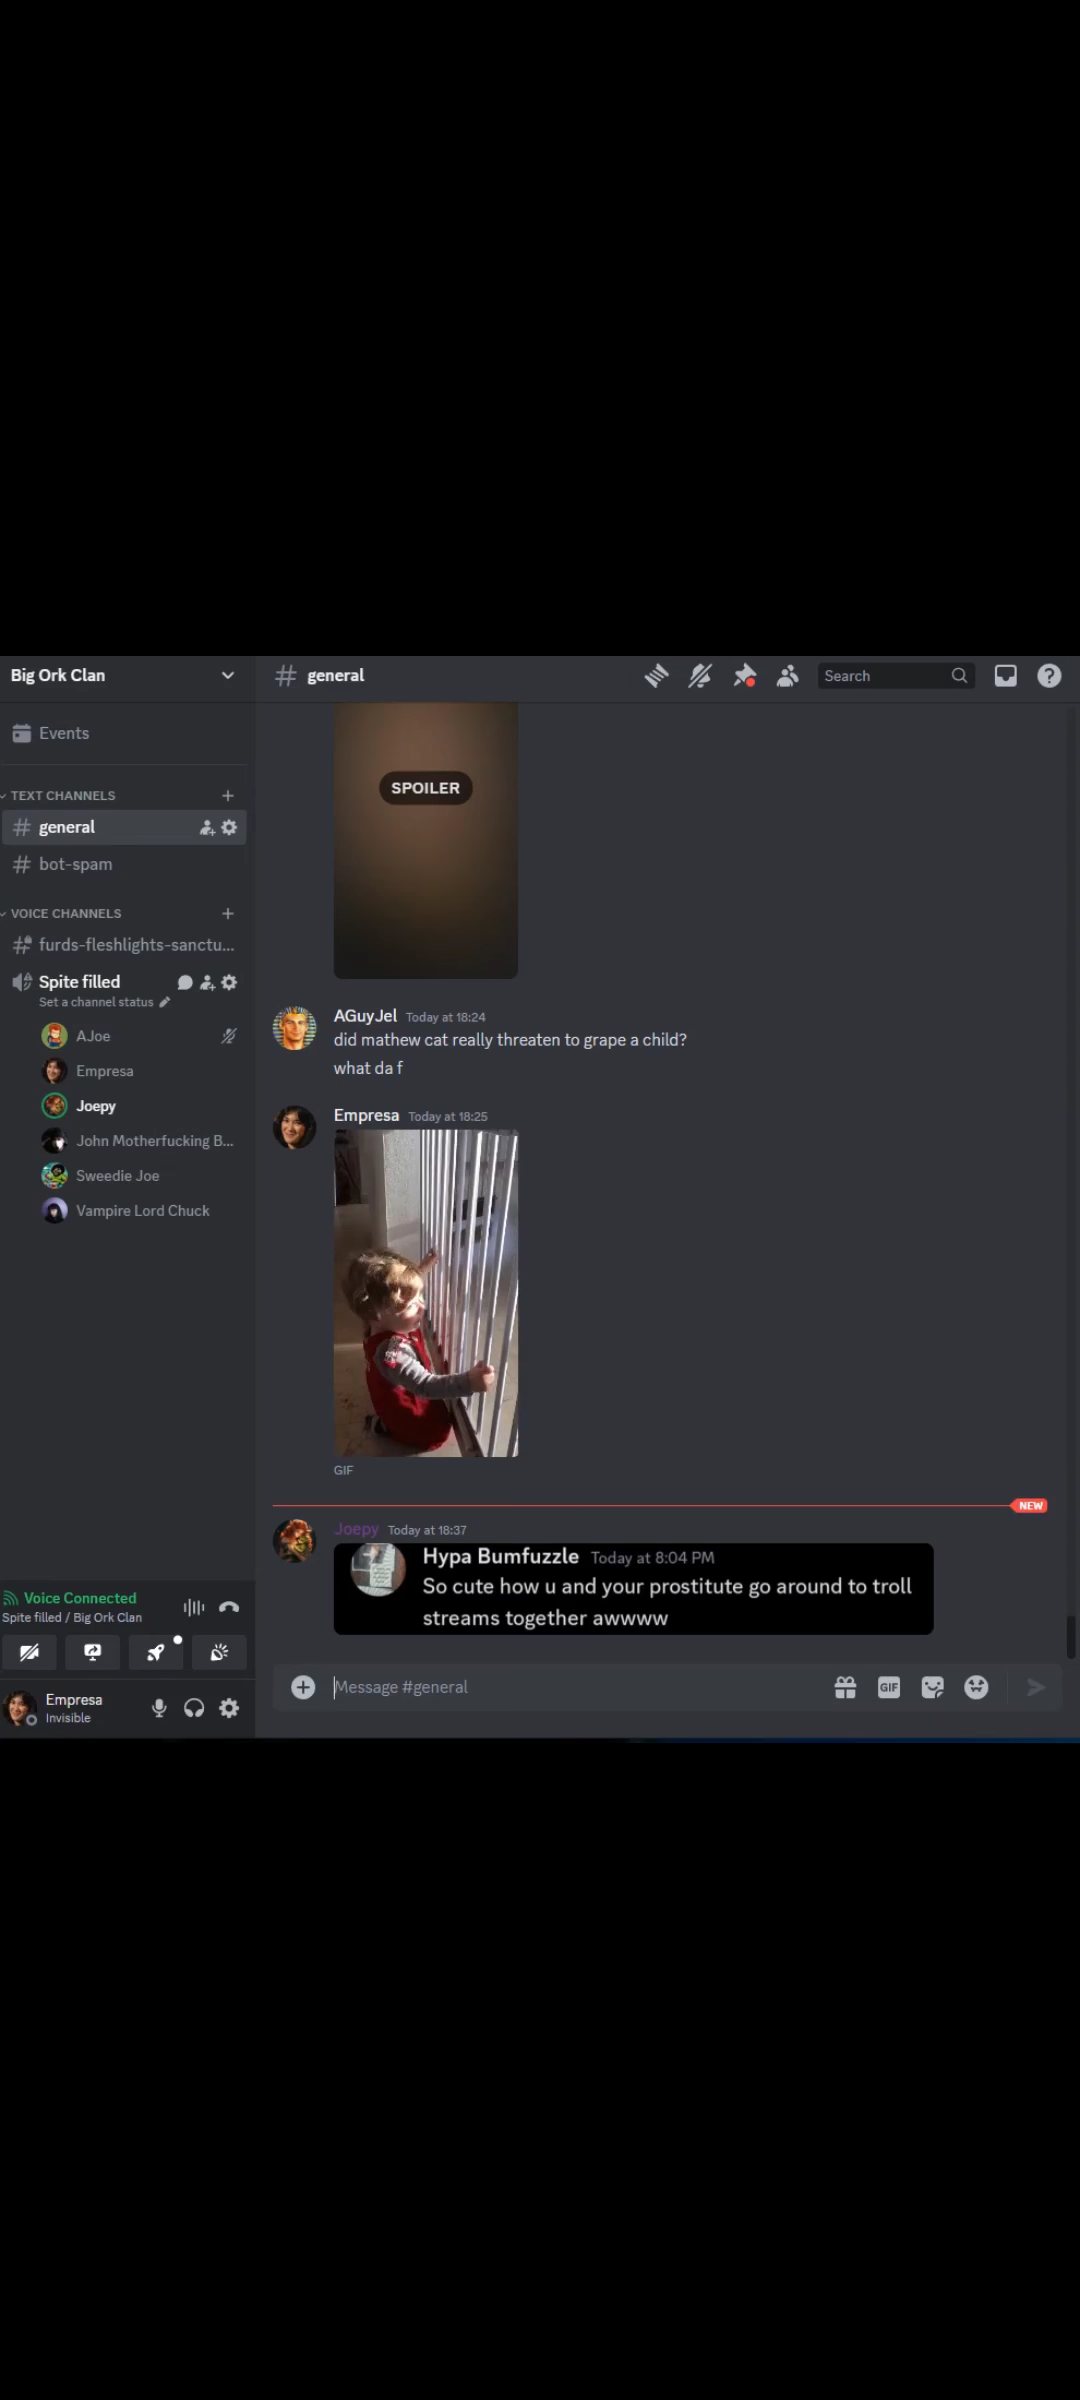 Big Ork Clan
general
Search
Events
SPOILER
TEXT CHANNELS
general
bot-spam
VOICE CHANNELS
furds-fleshlights-sanctu...
Spite filled
Set a channel status
AJoe
Empresa
Joepy
John Motherfucking B...
Sweedie Joe
Vampire Lord Chuck
AGuyJel Today at 18:24
did mathew cat really threaten to grape a child?
what da f
Empresa Today at 18:25
GIF
NEW
Joepy Today at 18:37
Hypa Bumfuzzle Today at 8:04 PM
So cute how u and your prostitute go around to troll
streams together awwww
Voice Connected
Spite filled / Big Ork Clan
Message #general
GIF
Empresa
Invisible